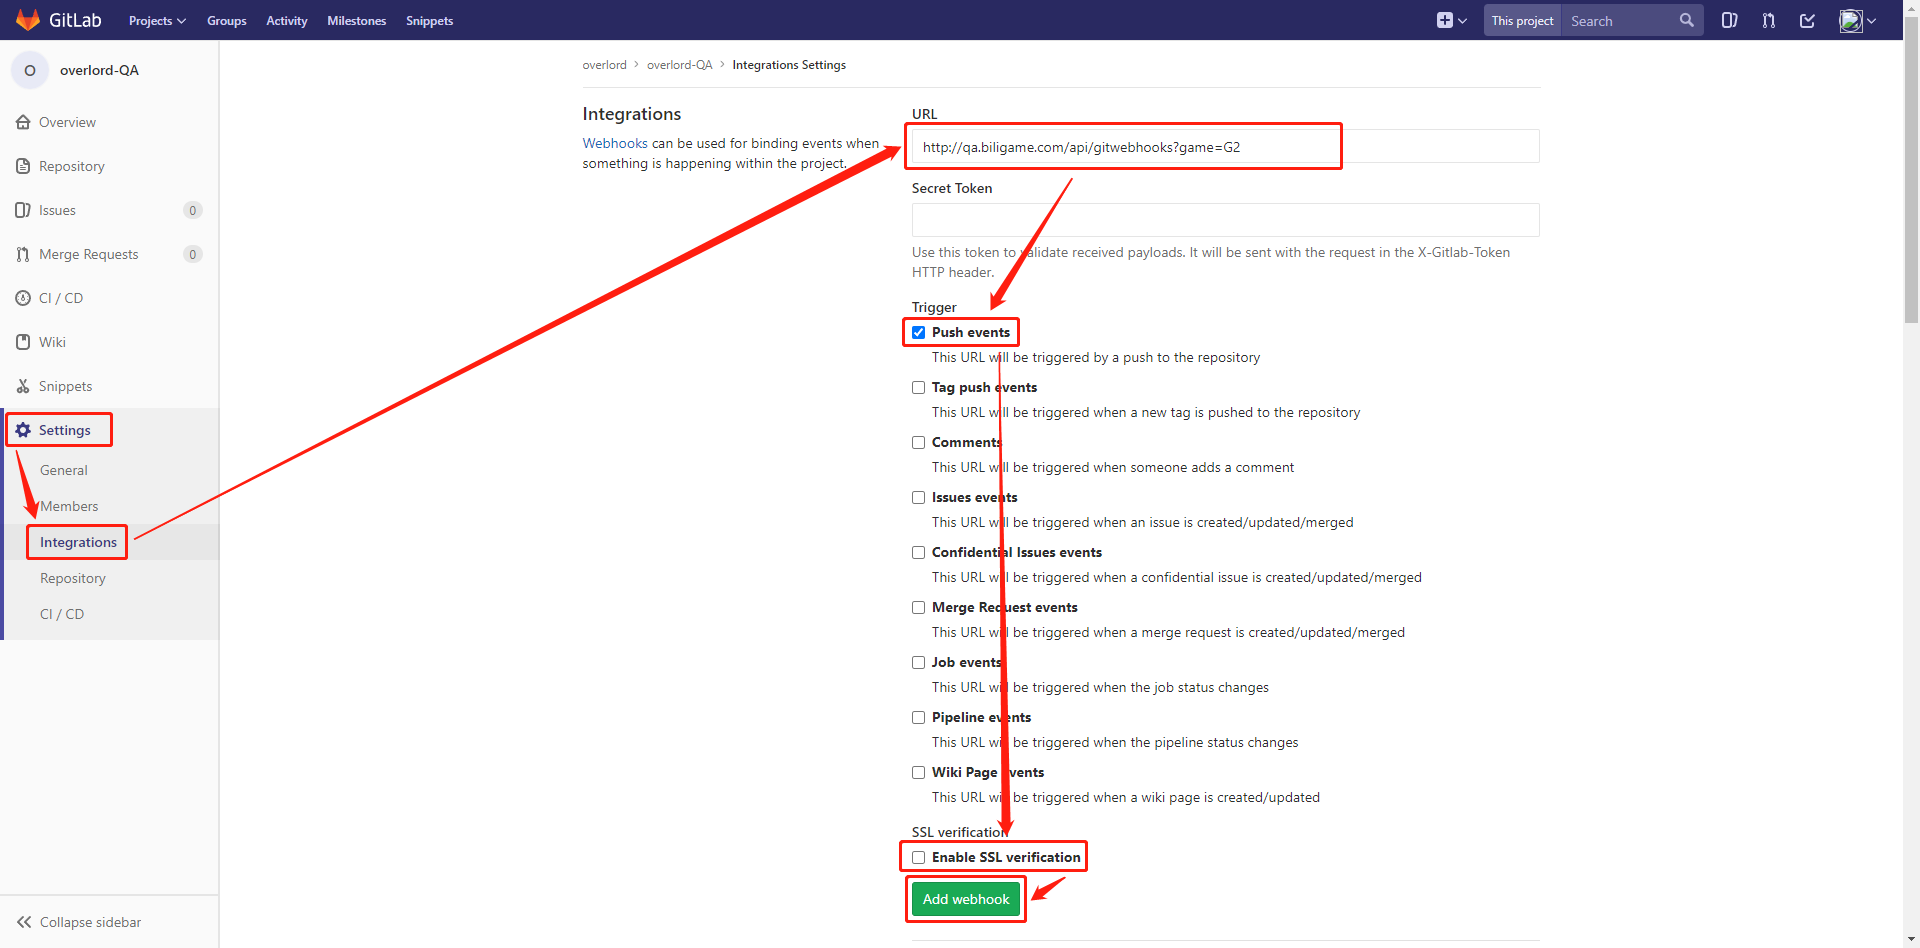 GitLab Projects Groups Activity Milestones Snippets This project Search
O overlord-QA
Overview
Repository
Issues 0
Merge Requests 0
CI / CD
Wiki
Snippets
Settings
General
Members
Integrations
Repository
CI / CD
Collapse sidebar
overlord > overlord-QA > Integrations Settings
Integrations
Webhooks can be used for binding events when
something is happening within the project.
URL
http://qa.biligame.com/api/gitwebhooks?game=G2
Secret Token
Use this token to validate received payloads. It will be sent with the request in the X-Gitlab-Token
HTTP header.
Trigger
Push events
This URL will be triggered by a push to the repository
Tag push events
This URL will be triggered when a new tag is pushed to the repository
Comments
This URL will be triggered when someone adds a comment
Issues events
This URL will be triggered when an issue is created/updated/merged
Confidential Issues events
This URL will be triggered when a confidential issue is created/updated/merged
Merge Request events
This URL will be triggered when a merge request is created/updated/merged
Job events
This URL will be triggered when the job status changes
Pipeline events
This URL will be triggered when the pipeline status changes
Wiki Page events
This URL will be triggered when a wiki page is created/updated
SSL verification
Enable SSL verification
Add webhook